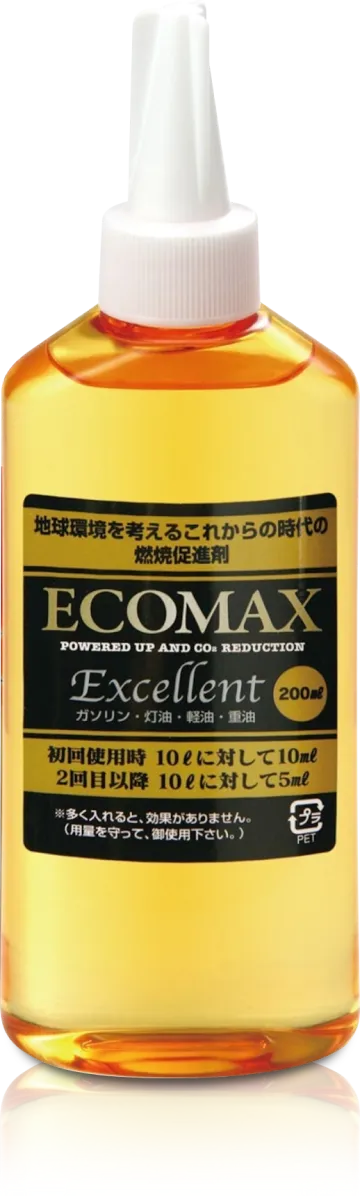 地球環境を考えるこれからの時代の
燃焼促進剤
ECOMAX
POWERED UP AND CO₂ REDUCTION
Excellent
200ml
ガソリン・灯油・軽油・重油
初回使用時 10ℓに対して10mℓ
2回目以降 10ℓに対して5mℓ
※多く入れると、効果がありません。
（用量を守って、御使用下さい。）
プラ
PET